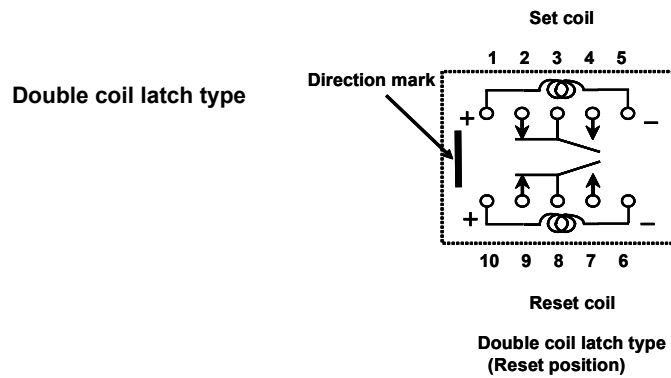 Set coil
1 2 3 4 5
Direction mark
Double coil latch type
+ −
+ −
10 9 8 7 6
Reset coil
Double coil latch type
(Reset position)